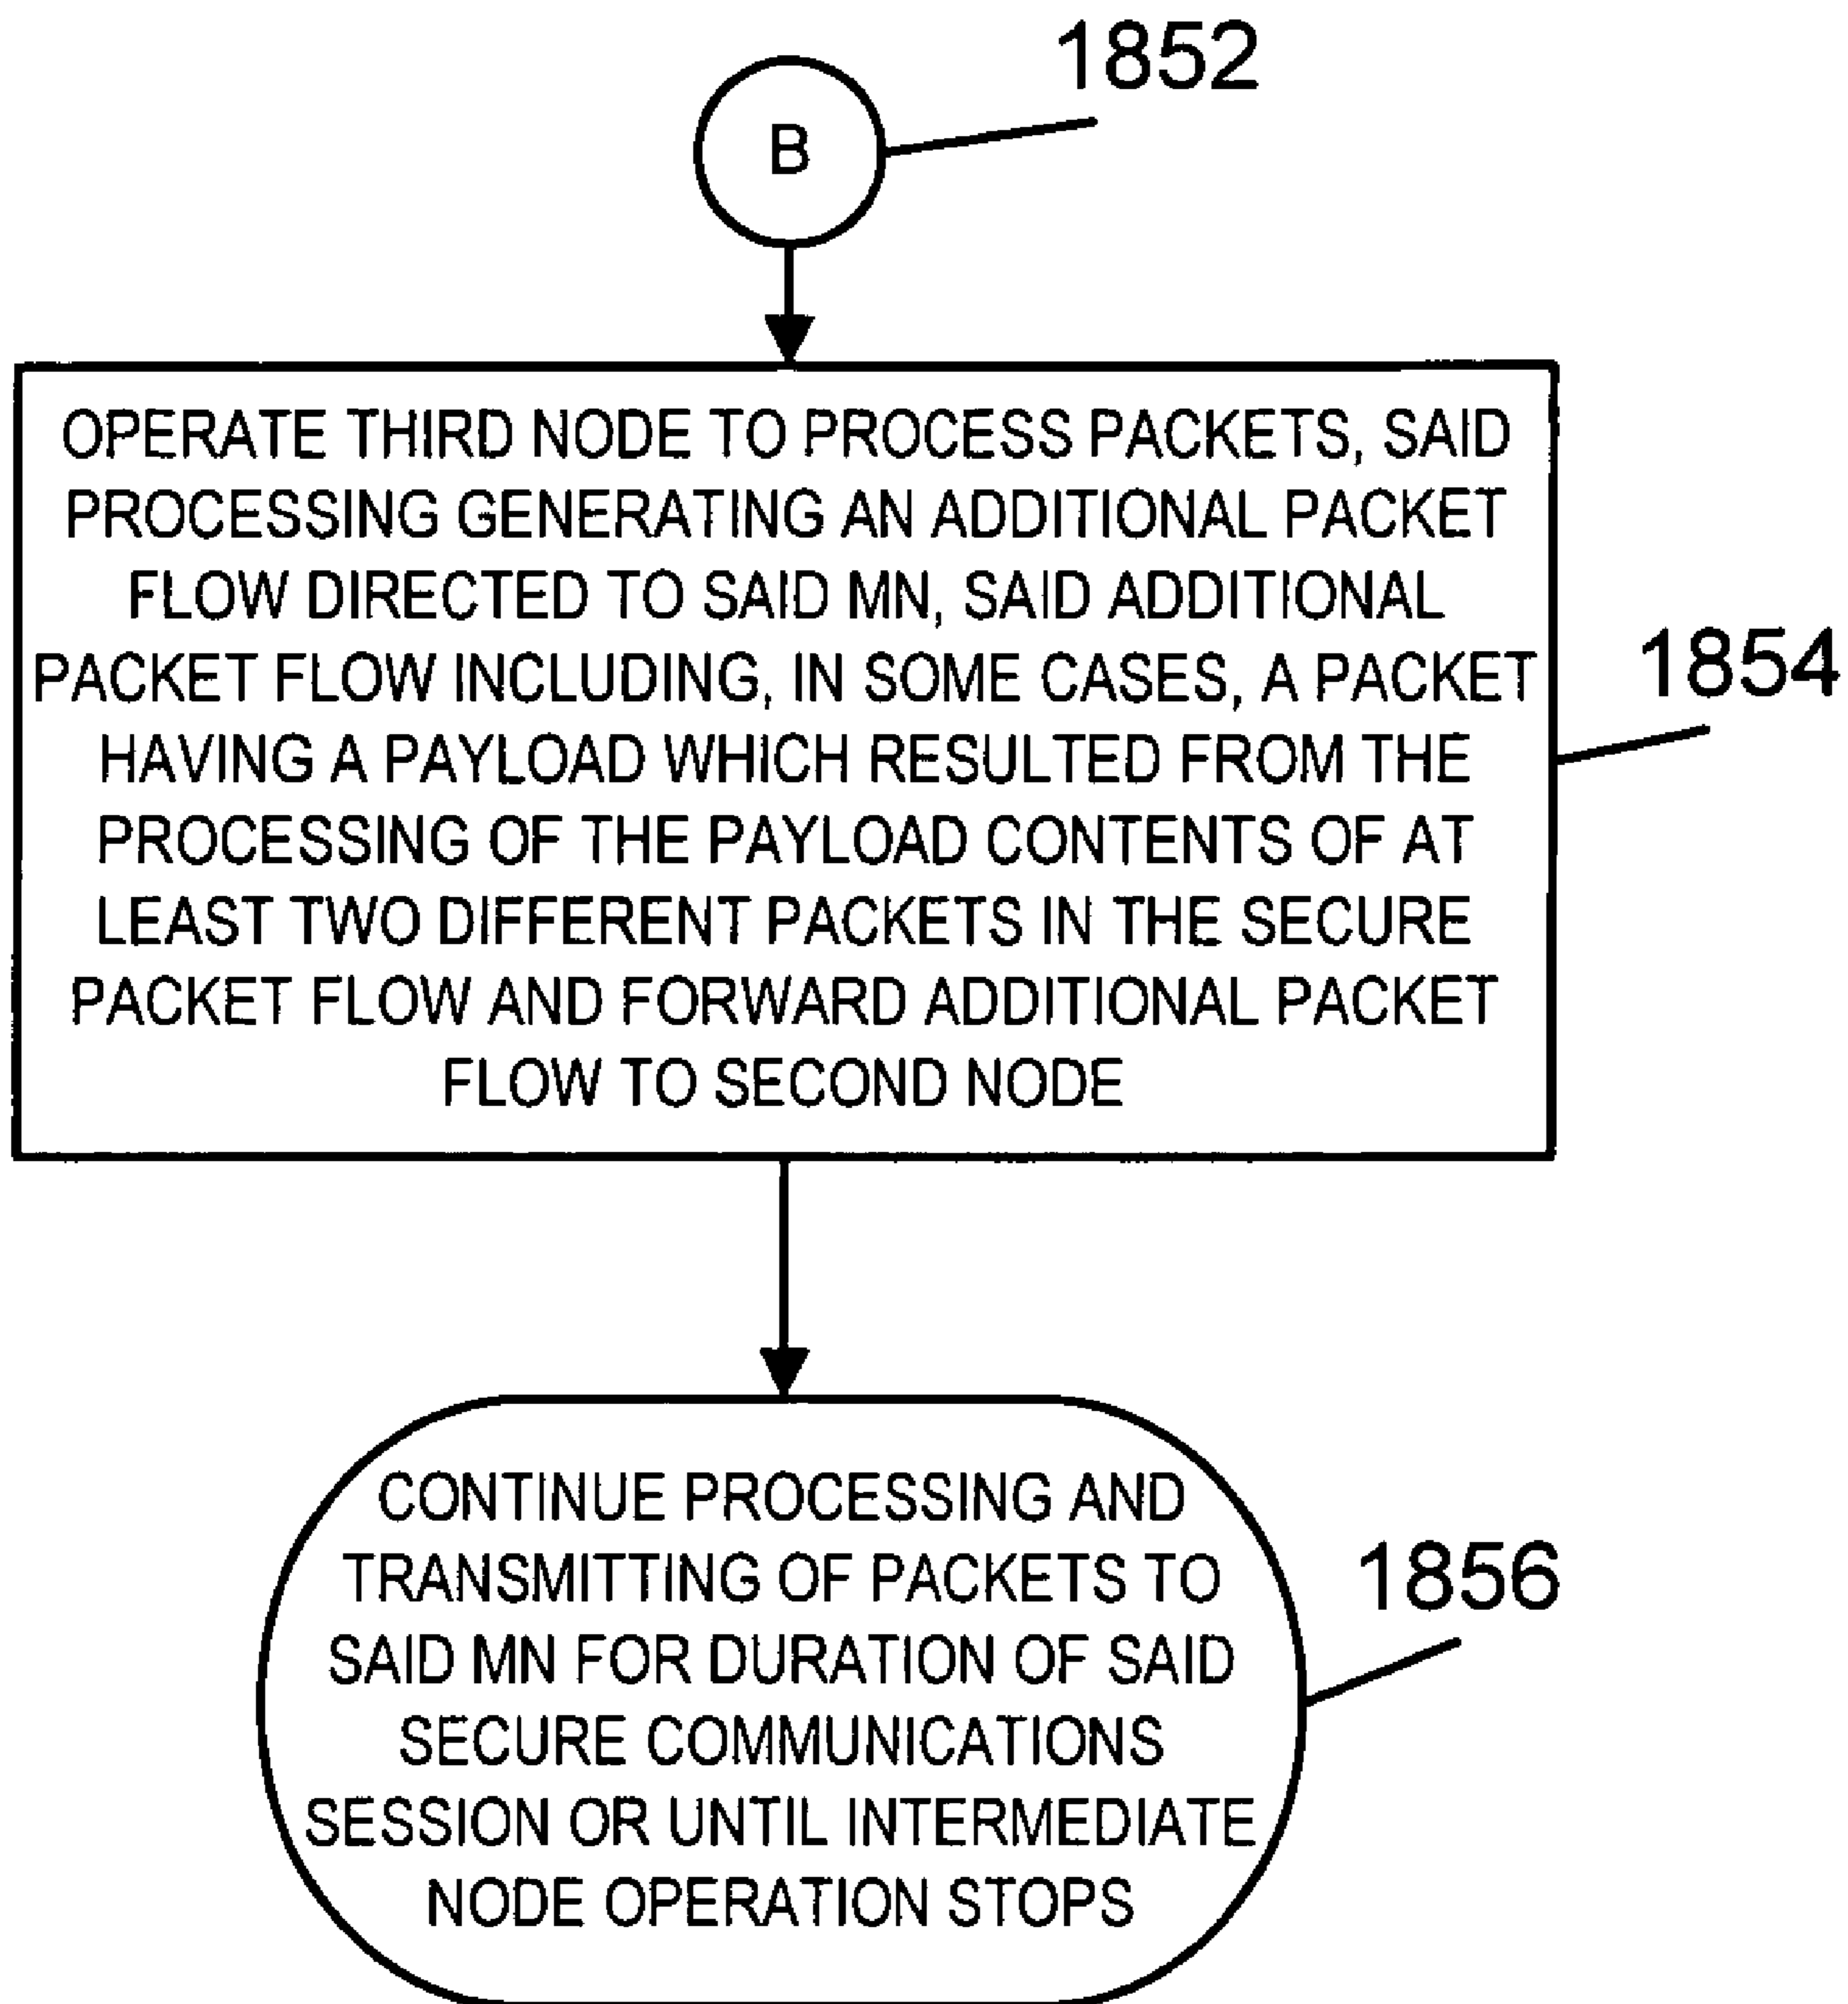 1852
B
OPERATE THIRD NODE TO PROCESS PACKETS, SAID
PROCESSING GENERATING AN ADDITIONAL PACKET
FLOW DIRECTED TO SAID MN, SAID ADDITIONAL
PACKET FLOW INCLUDING, IN SOME CASES, A PACKET
HAVING A PAYLOAD WHICH RESULTED FROM THE
PROCESSING OF THE PAYLOAD CONTENTS OF AT
LEAST TWO DIFFERENT PACKETS IN THE SECURE
PACKET FLOW AND FORWARD ADDITIONAL PACKET
FLOW TO SECOND NODE
1854
CONTINUE PROCESSING AND
TRANSMITTING OF PACKETS TO
SAID MN FOR DURATION OF SAID
SECURE COMMUNICATIONS
SESSION OR UNTIL INTERMEDIATE
NODE OPERATION STOPS
1856